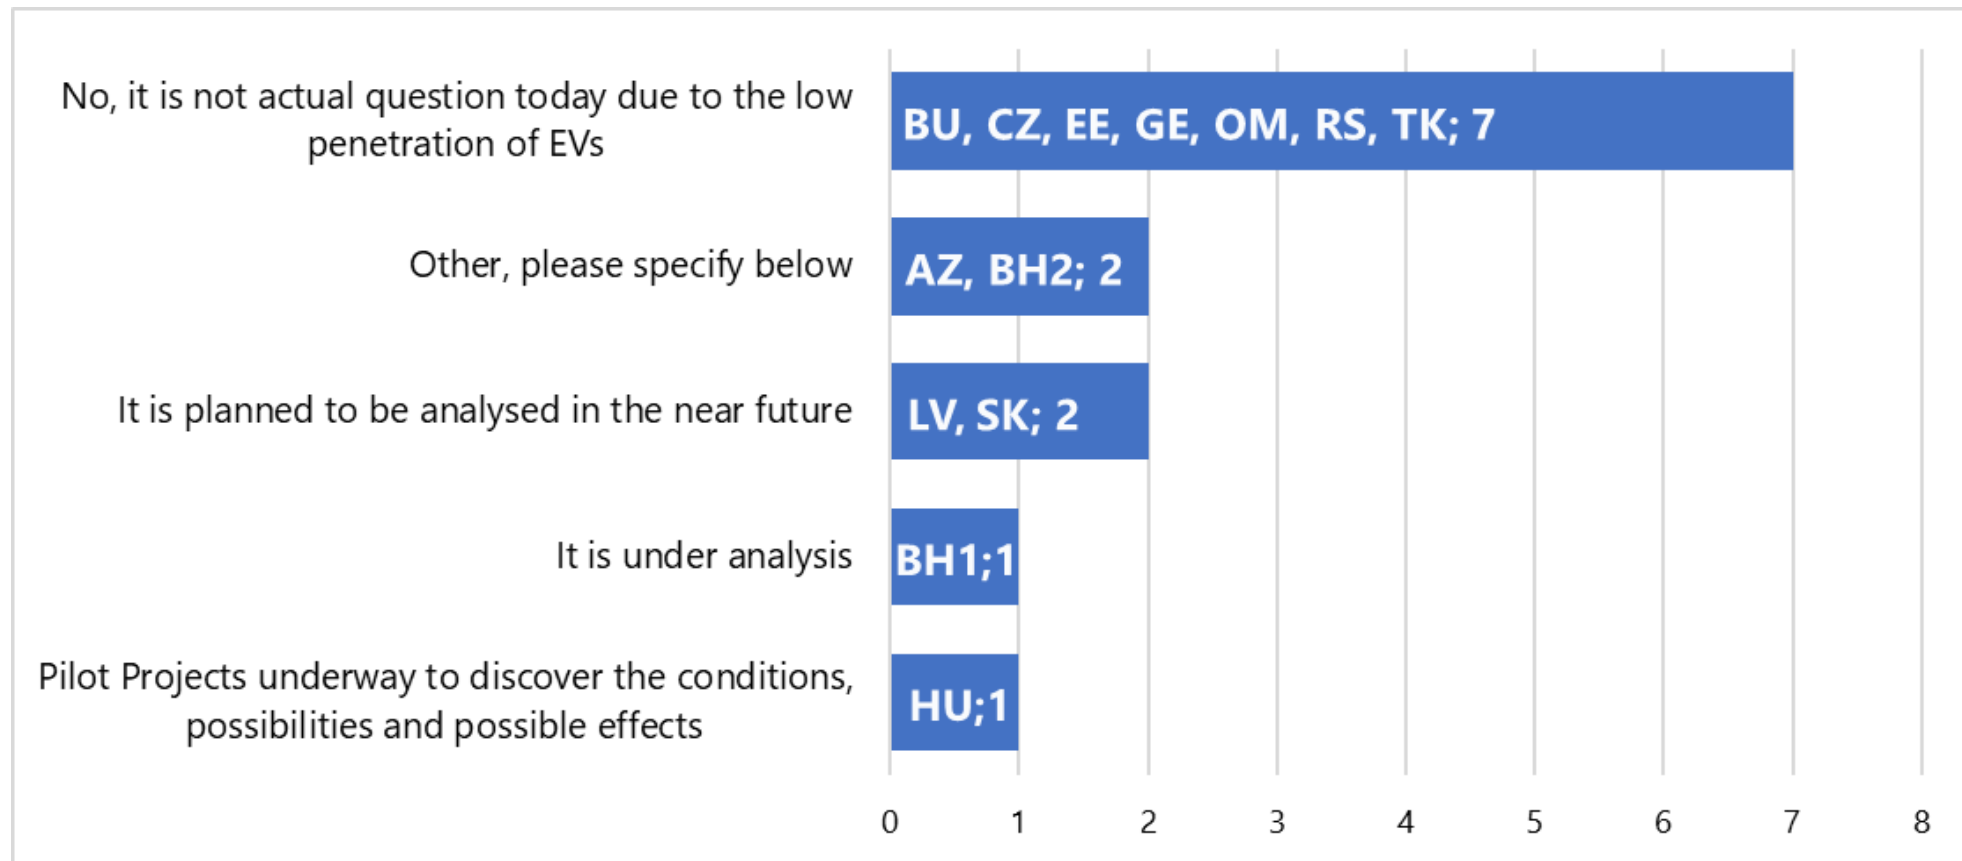 No, it is not actual question today due to the low
penetration of EVs
BU, CZ, EE, GE, OM, RS, TK; 7
Other, please specify below
AZ, BH2; 2
It is planned to be analysed in the near future
LV, SK; 2
It is under analysis
BH1;1
Pilot Projects underway to discover the conditions,
possibilities and possible effects
HU;1
0 1 2 3 4 5 6 7 8